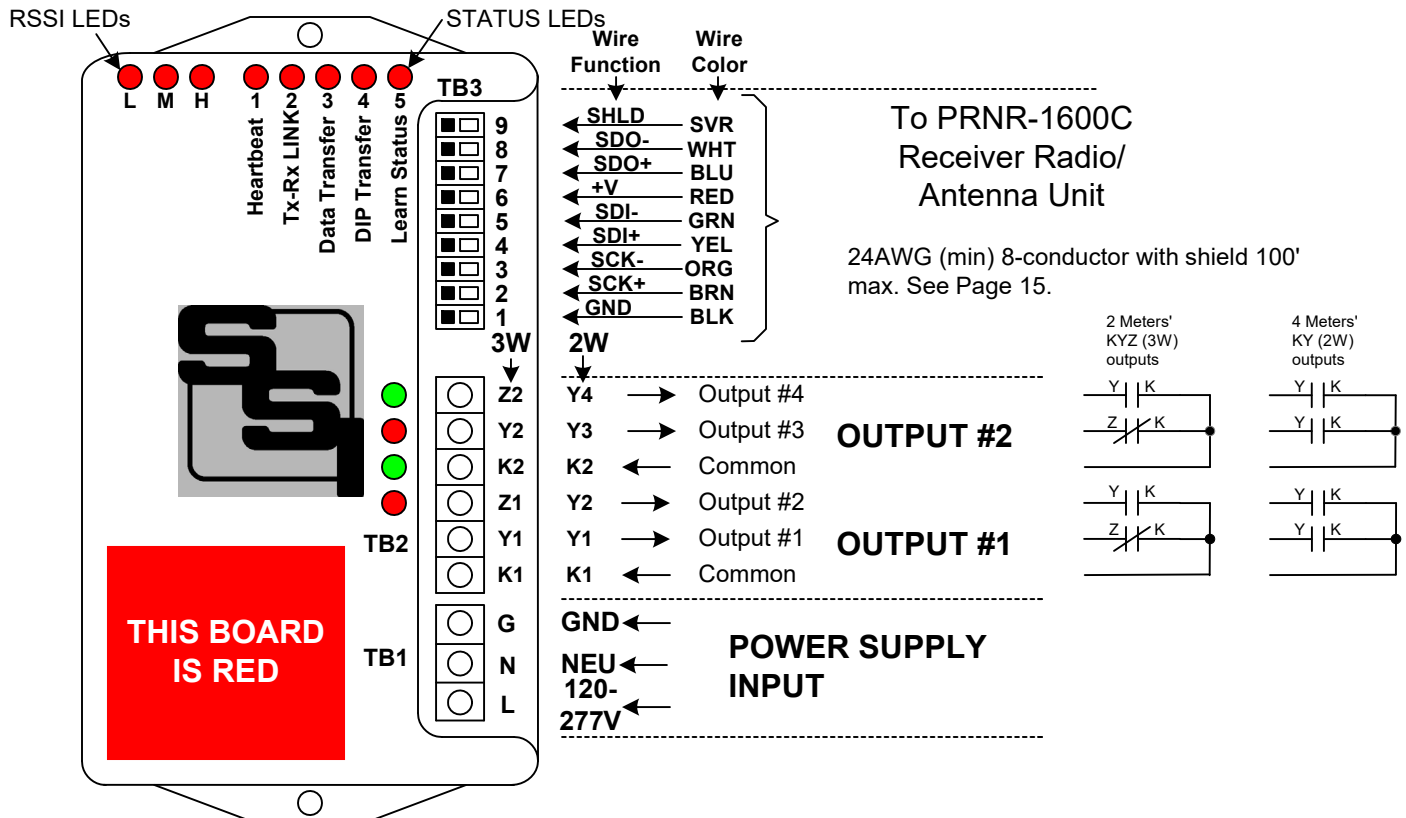 RSSI LEDs
STATUS LEDs
L M H 1 2 3 4 5
Heartbeat
Tx-Rx LINK
Data Transfer
DIP Transfer
Learn Status
TB3
Wire Function
Wire Color
9 SHLD SVR
8 SDO- WHT
7 SDO+ BLU
6 +V RED
5 SDI- GRN
4 SDI+ YEL
3 SCK- ORG
2 SCK+ BRN
1 GND BLK
To PRNR-1600C
Receiver Radio/
Antenna Unit
24AWG (min) 8-conductor with shield 100'
max. See Page 15.
3W 2W
Z2 Y4 Output #4
Y2 Y3 Output #3
K2 K2 Common
OUTPUT #2
Z1 Y2 Output #2
Y1 Y1 Output #1
K1 K1 Common
OUTPUT #1
TB2
2 Meters'
KYZ (3W)
outputs
Y K
Z K
Y K
Z K
4 Meters'
KY (2W)
outputs
Y K
Y K
Y K
Y K
SSI
THIS BOARD
IS RED
TB1
G GND
N NEU
L 120-
277V
POWER SUPPLY
INPUT